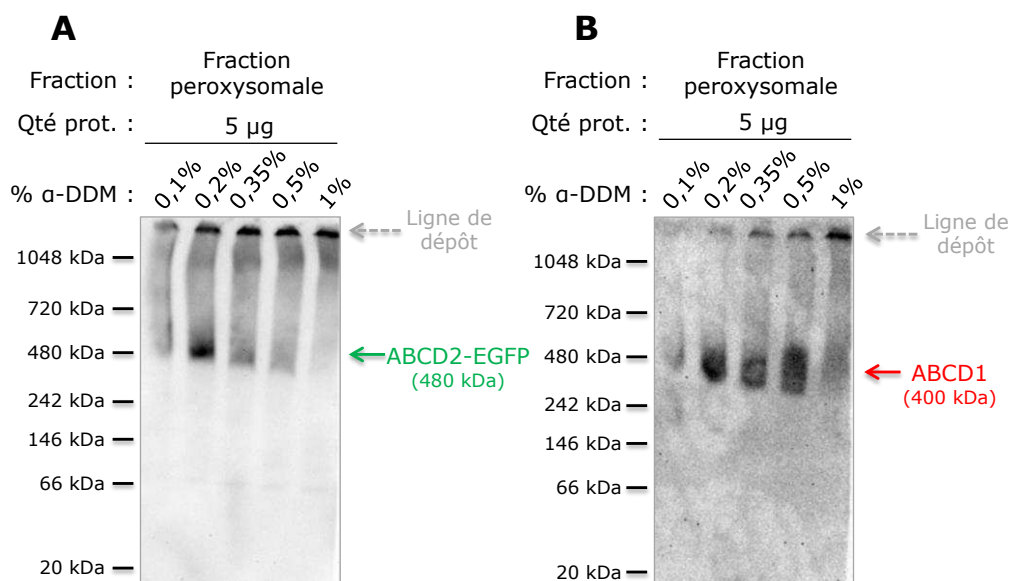 A
Fraction :
Fraction
peroxysomale
Qté prot. :
5 µg
% α-DDM :
0,1%
0,2%
0,35%
0,5%
1%
Ligne de
dépôt
1048 kDa
720 kDa
480 kDa
242 kDa
146 kDa
66 kDa
20 kDa
ABCD2-EGFP
(480 kDa)
B
Fraction :
Fraction
peroxysomale
Qté prot. :
5 µg
% α-DDM :
0,1%
0,2%
0,35%
0,5%
1%
Ligne de
dépôt
1048 kDa
720 kDa
480 kDa
242 kDa
146 kDa
66 kDa
20 kDa
ABCD1
(400 kDa)